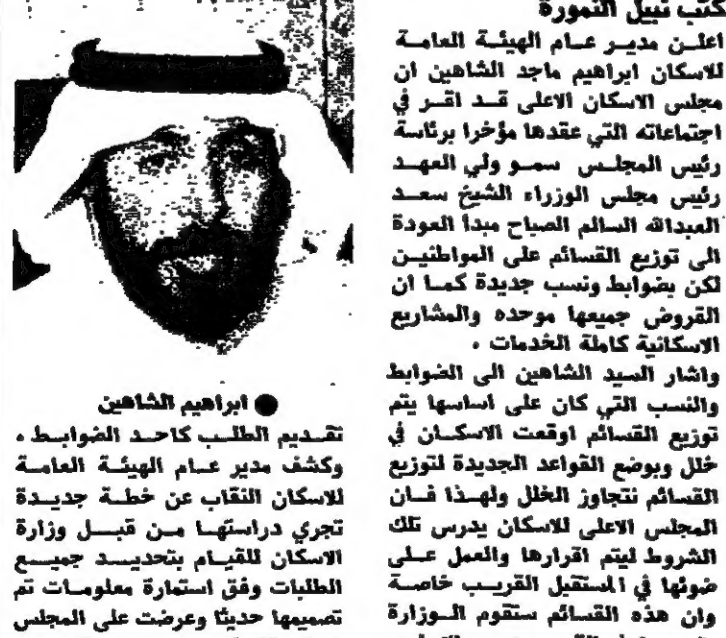 كتب نبيل النمورة
اعلن مدير عام الهيئة العامة
للاسكان ابراهيم ماجد الشاهين ان
مجلس الاسكان الاعلى قد اقر في
اجتماعاته التي عقدها مؤخرا برئاسة
رئيس المجلس سمو ولي العهد
رئيس مجلس الوزراء الشيخ سعد
العبدالله السالم الصباح مبدا العودة
الى توزيع القسائم على المواطنين
لكن بضوابط ونسب جديدة كما ان
القروض جميعها موحده والمشاريع
الاسكانية كاملة الخدمات .
واشار السيد الشاهين الى الضوابط
والنسب التي كان على اساسها يتم
توزيع القسائم اوقعت الاسكان في
خلل وبوضع القواعد الجديدة لتوزيع
القسائم نتجاوز الخلل ولهذا فان
المجلس الاعلى للاسكان يدرس تلك
الشروط ليتم اقرارها والعمل على
ضوئها في المستقبل القريب خاصة
وان هذه القسائم ستقوم الوزارة
ابراهيم الشاهين
تقديم الطلب كاحد الضوابط .
وكشف مدير عام الهيئة العامة
للاسكان النقاب عن خطة جديدة
تجري دراستها من قبل وزارة
الاسكان للقيام بتحديد جميع
الطلبات وفق استمارة معلومات تم
تصميمها حديثا وعرضت على المجلس